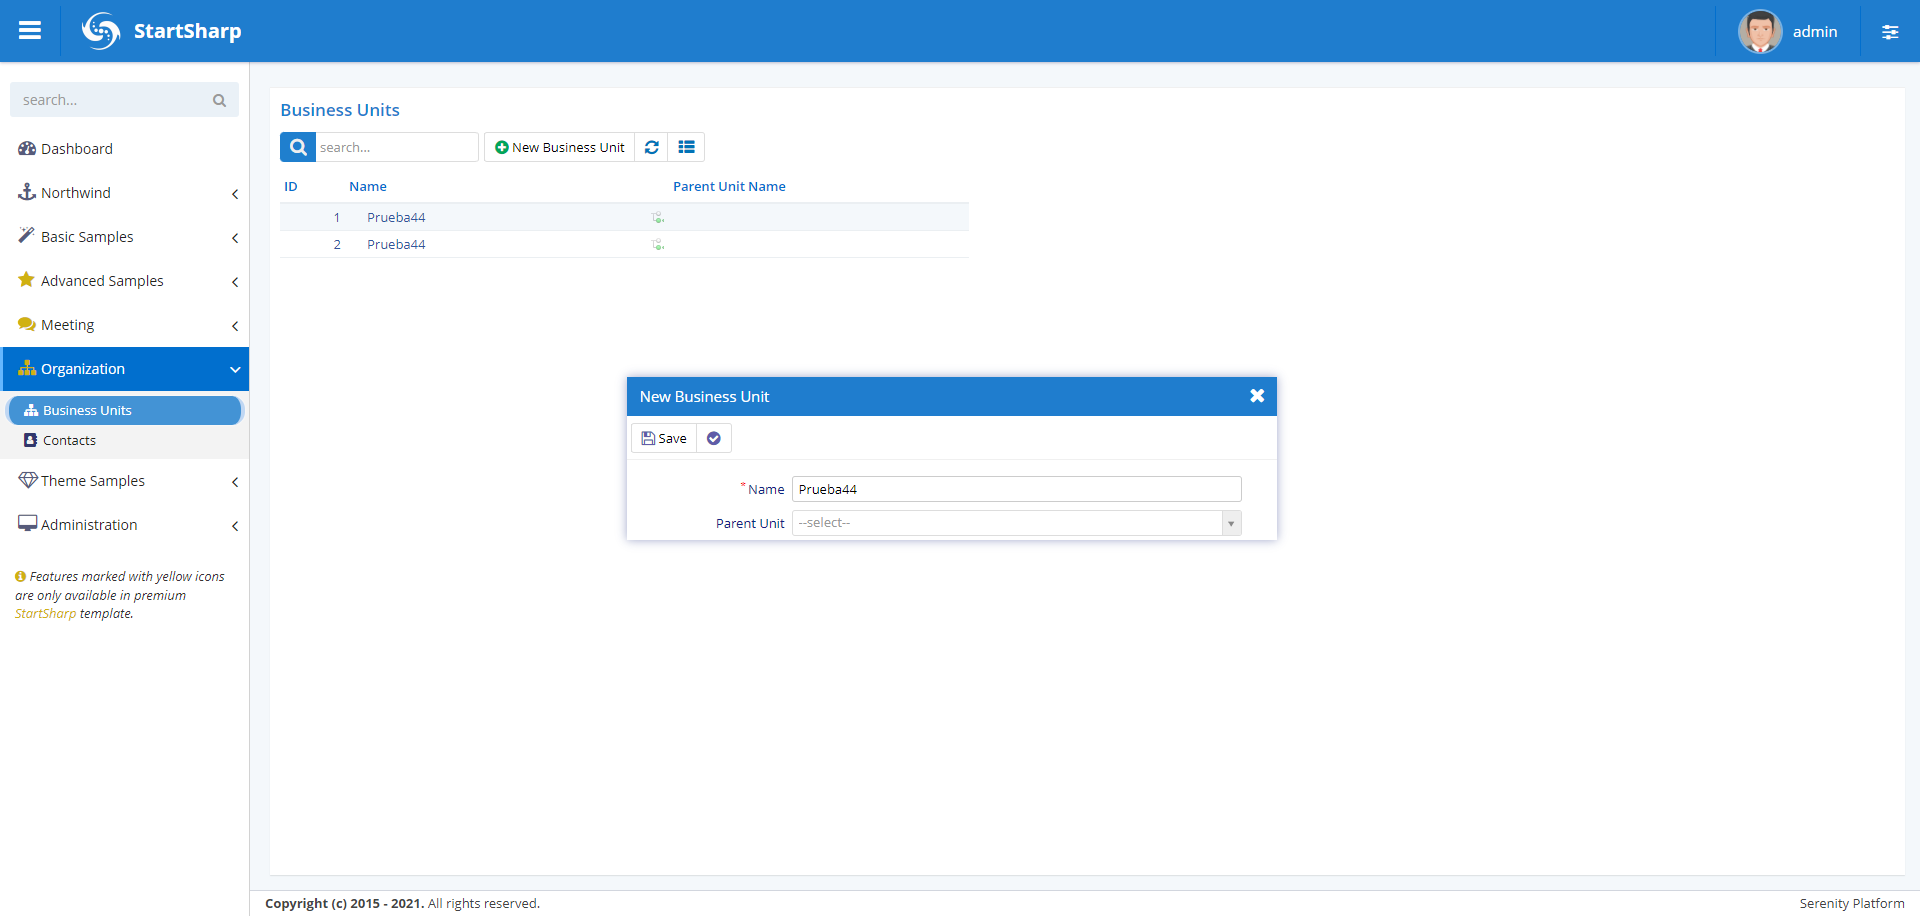 StartSharp
admin
search...
Dashboard
Northwind
Basic Samples
Advanced Samples
Meeting
Organization
Business Units
Contacts
Theme Samples
Administration
Features marked with yellow icons
are only available in premium
StartSharp template.
Business Units
search...
New Business Unit
ID Name Parent Unit Name
1 Prueba44
2 Prueba44
New Business Unit
Save
* Name Prueba44
Parent Unit --select--
Copyright (c) 2015 - 2021. All rights reserved.
Serenity Platform